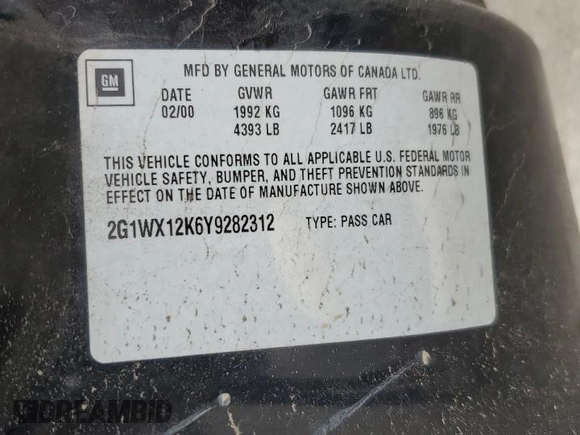 GM
MFD BY GENERAL MOTORS OF CANADA LTD.
DATE GVWR GAWR FRT GAWR RR
02/00 1992 KG 1096 KG 896 KG
4393 LB 2417 LB 1976 LB
THIS VEHICLE CONFORMS TO ALL APPLICABLE U.S. FEDERAL MOTOR
VEHICLE SAFETY, BUMPER, AND THEFT PREVENTION STANDARDS IN
EFFECT ON THE DATE OF MANUFACTURE SHOWN ABOVE.
2G1WX12K6Y9282312 TYPE: PASS CAR
DREAMBID